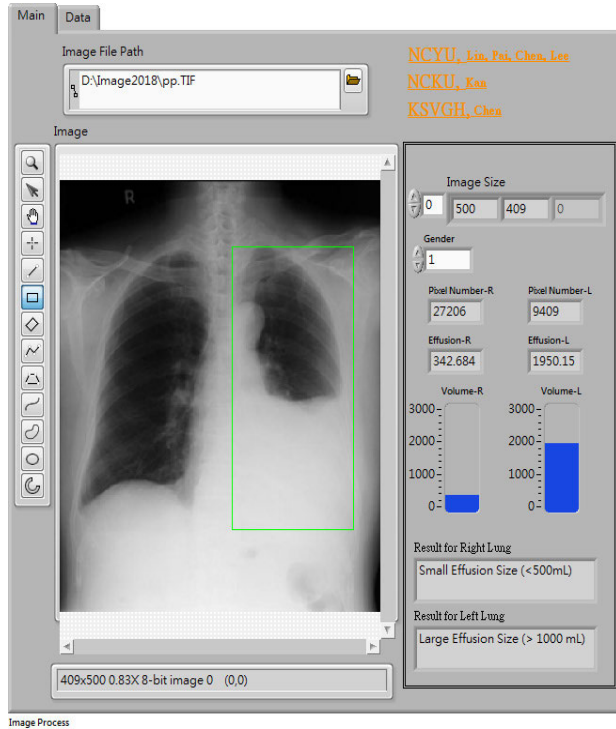 Main Data
Image File Path
D:\Image2018\pp.TIF
NCYU, Lin, Pai, Chen, Lee
NCKU, Kan
KSVGH, Chen
Image
R
Image Size
0 500 409 0
Gender
1
Pixel Number-R Pixel Number-L
27206 9409
Effusion-R Effusion-L
342.684 1950.15
Volume-R Volume-L
3000- 3000-
2000- 2000-
1000- 1000-
0- 0-
Result for Right Lung
Small Effusion Size (<500mL)
Result for Left Lung
Large Effusion Size (> 1000 mL)
409x500 0.83X 8-bit image 0 (0,0)
Image Process